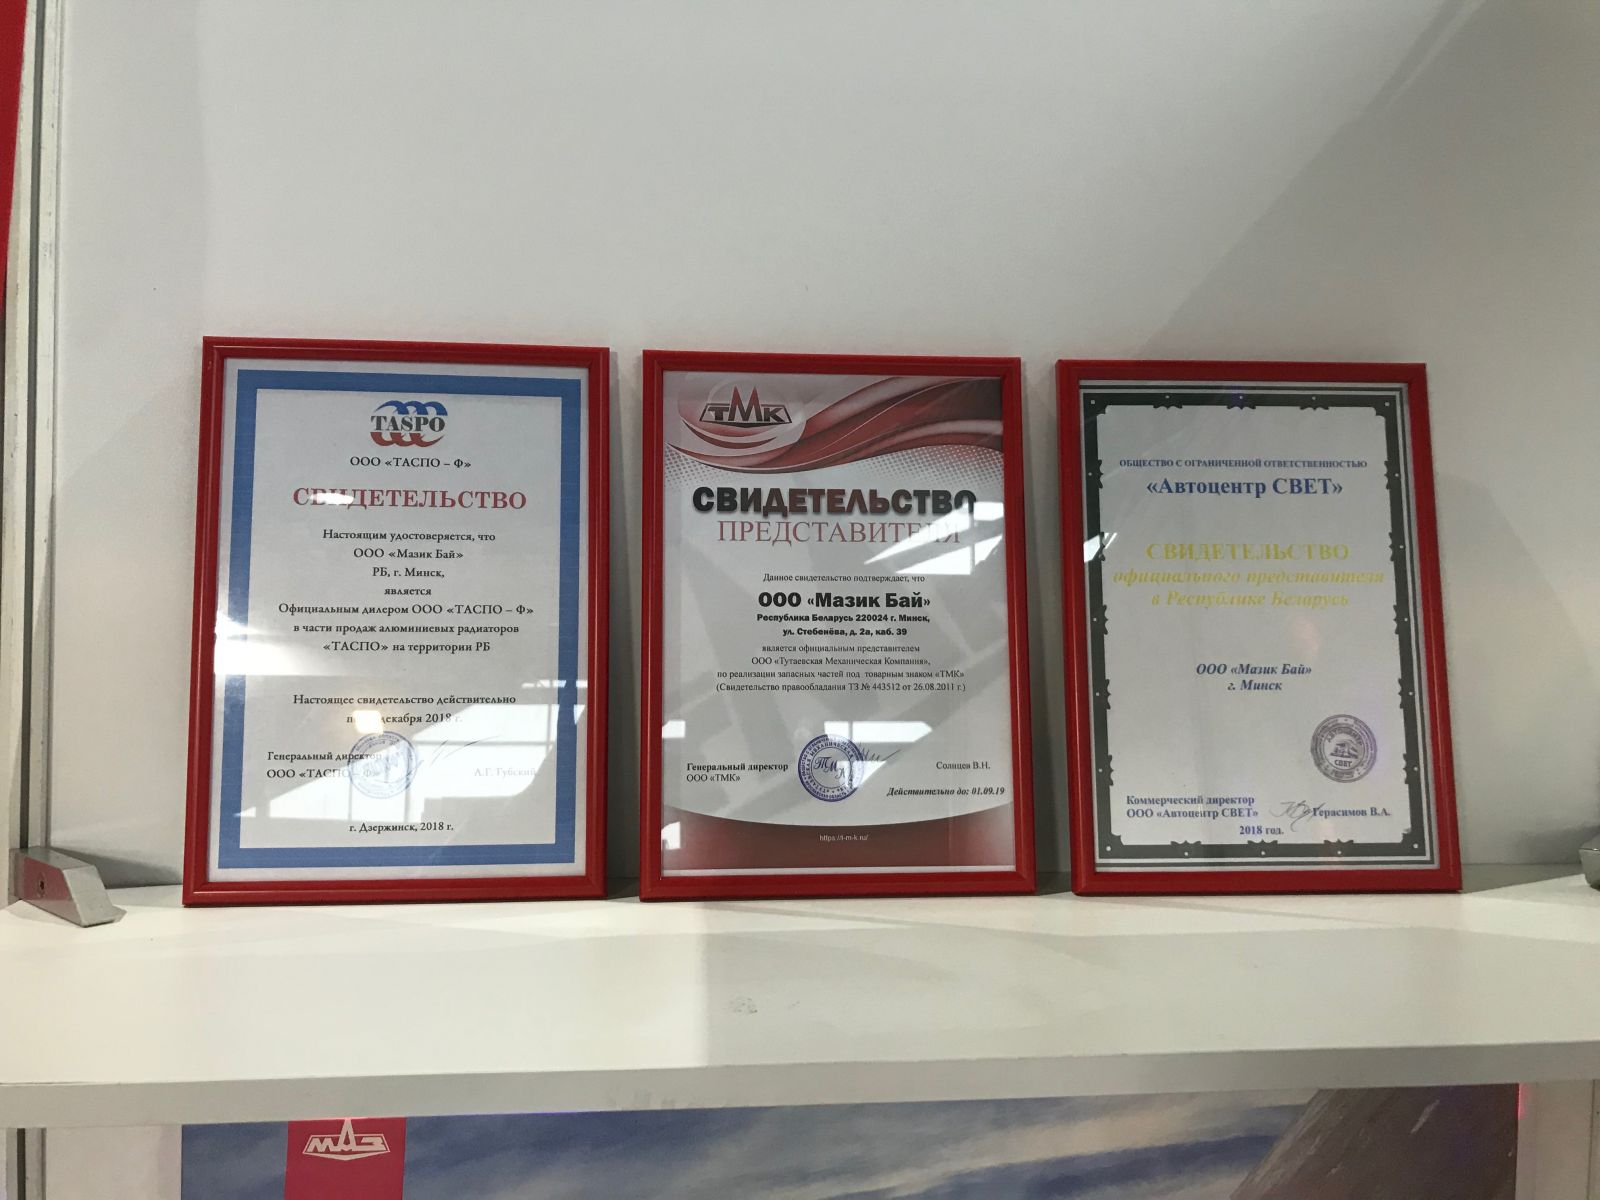 TASPO
ООО «ТАСПО – Ф»
СВИДЕТЕЛЬСТВО
Настоящим удостоверяется, что
ООО «Мазик Бай»
РБ, г. Минск,
является
Официальным дилером ООО «ТАСПО – Ф»
в части продаж алюминиевых радиаторов
«ТАСПО» на территории РБ
Настоящее свидетельство действительно
декабря 2018 г.
Генеральный директор
ООО «ТАСПО – Ф»
А.Г. Губский
г. Дзержинск, 2018 г.
ТМК
СВИДЕТЕЛЬСТВО
ПРЕДСТАВИТЕЛЯ
Данное свидетельство подтверждает, что
ООО «Мазик Бай»
Республика Беларусь 220024 г. Минск,
ул. Стебенёва, д. 2а, каб. 39
является официальным представителем
ООО «Тутаевская Механическая Компания»,
по реализации запасных частей под товарным знаком «ТМК»
(Свидетельство правообладания ТЗ № 443512 от 26.08.2011 г.)
Генеральный директор
ООО «ТМК»
ТМК
Солнцев В.Н.
Действительно до: 01.09.19
https://t-m-k.ru/
ОБЩЕСТВО С ОГРАНИЧЕННОЙ ОТВЕТСТВЕННОСТЬЮ
«Автоцентр СВЕТ»
СВИДЕТЕЛЬСТВО
официального представителя
в Республике Беларусь
ООО «Мазик Бай»
г. Минск
СВЕТ
Коммерческий директор
ООО «Автоцентр СВЕТ» Герасимов В.А.
2018 год.
МАЗ